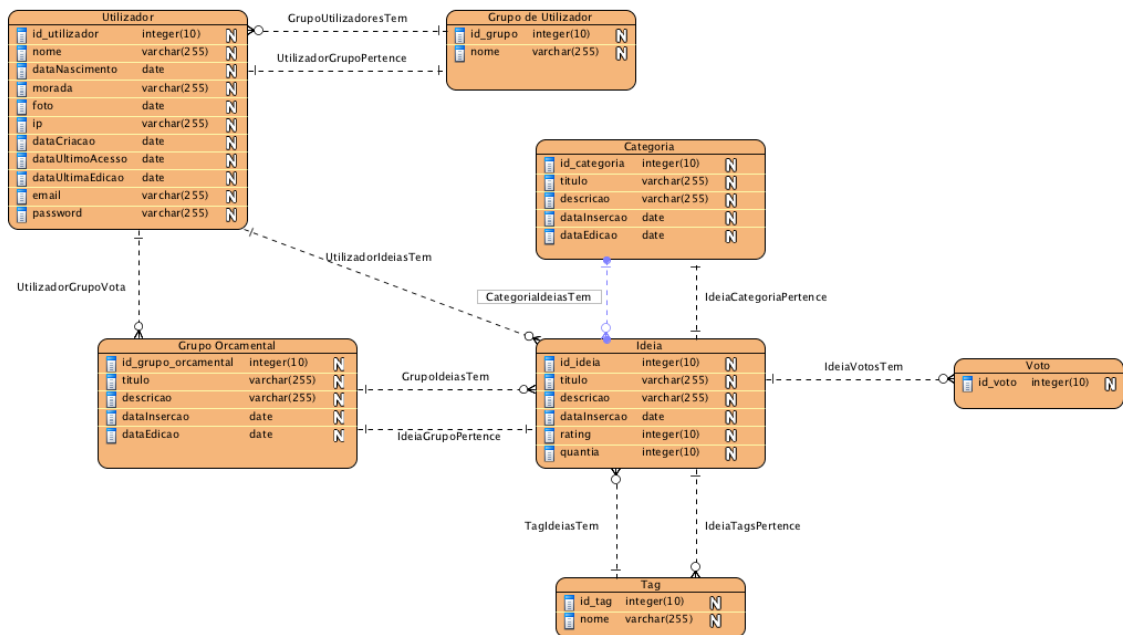 Utilizador
id_utilizador integer(10) N
nome varchar(255) N
dataNascimento date N
morada varchar(255) N
foto date N
ip varchar(255) N
dataCriacao date N
dataUltimoAcesso date N
dataUltimaEdicao date N
email varchar(255) N
password varchar(255) N
GrupoUtilizadoresTem
UtilizadorGrupoPertence
Grupo de Utilizador
id_grupo integer(10) N
nome varchar(255) N
Categoria
id_categoria integer(10) N
titulo varchar(255) N
descricao varchar(255) N
dataInsercao date N
dataEdicao date N
UtilizadorIdeiasTem
UtilizadorGrupoVota
CategoriaIdeiasTem
IdeiaCategoriaPertence
Grupo Orcamental
id_grupo_orcamental integer(10) N
titulo varchar(255) N
descricao varchar(255) N
dataInsercao date N
dataEdicao date N
GrupoIdeiasTem
IdeiaGrupoPertence
Ideia
id_ideia integer(10) N
titulo varchar(255) N
descricao varchar(255) N
dataInsercao date N
rating integer(10) N
quantia integer(10) N
IdeiaVotosTem
Voto
id_voto integer(10) N
TagIdeiasTem
IdeiaTagsPertence
Tag
id_tag integer(10) N
nome varchar(255) N